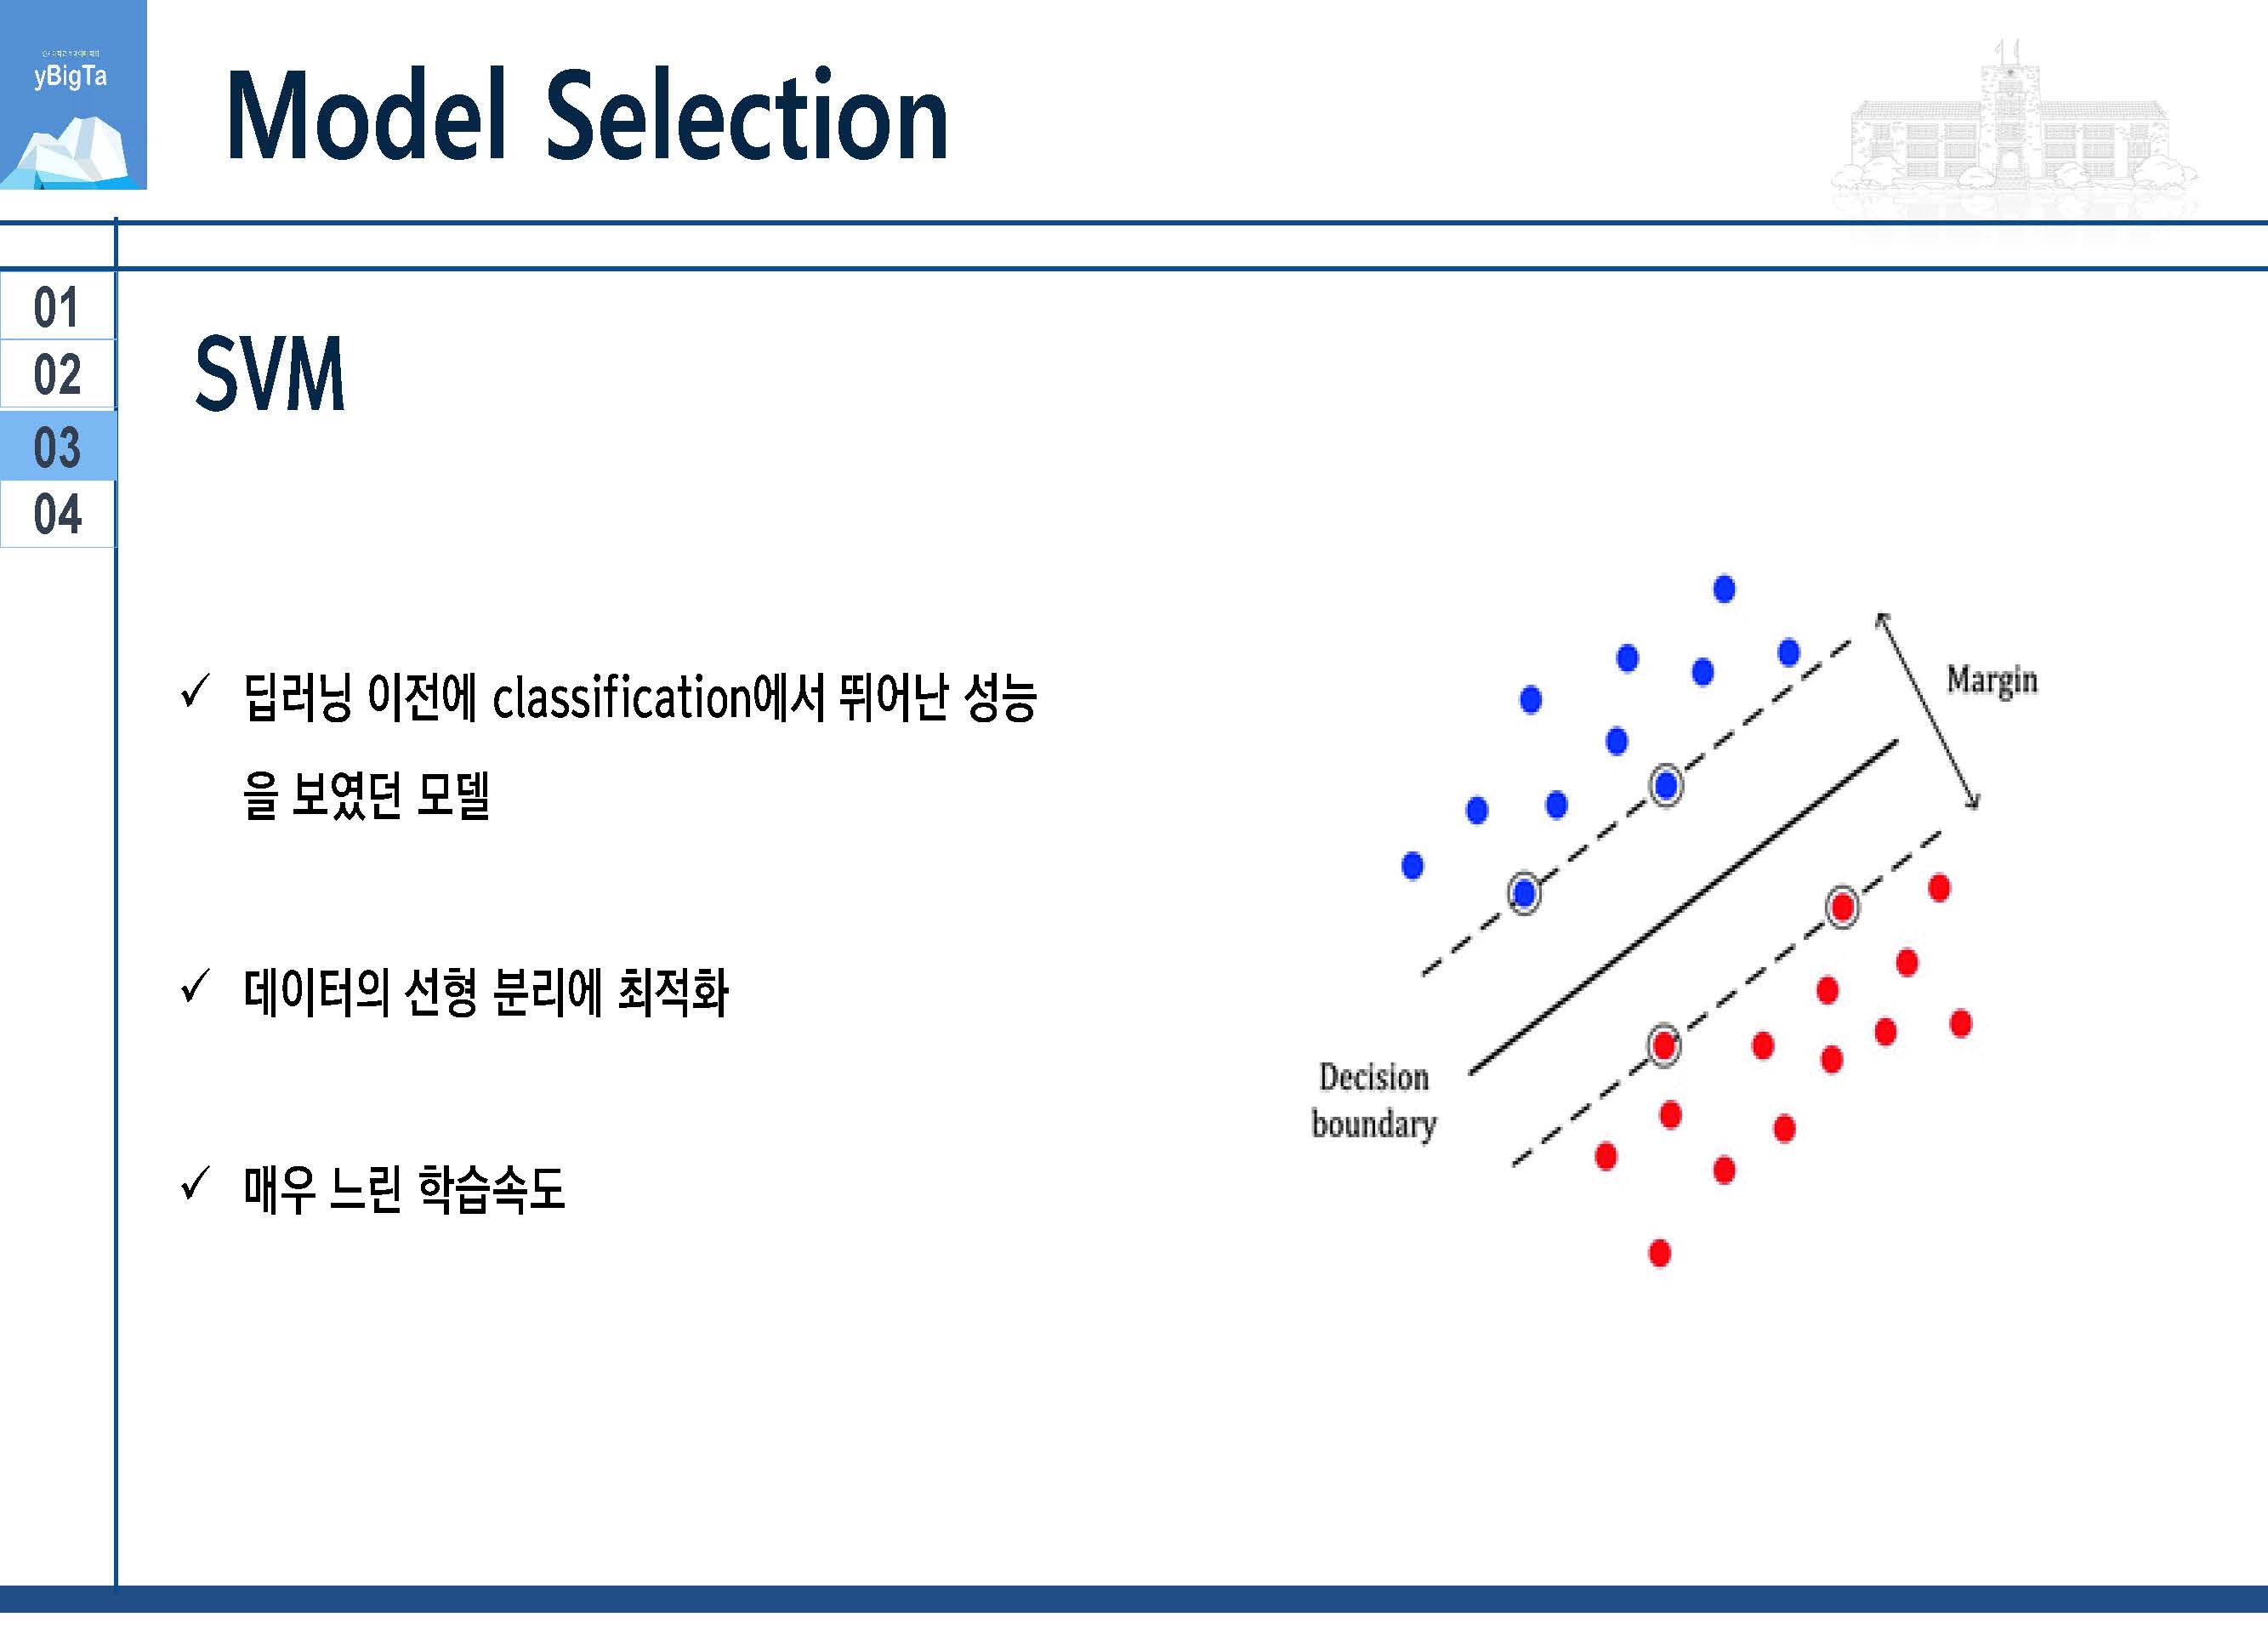 yBigTa
Model Selection
01
02
03
04
SVM
✓ 딥러닝 이전에 classification에서 뛰어난 성능
을 보였던 모델
✓ 데이터의 선형 분리에 최적화
✓ 매우 느린 학습속도
Margin
Decision
boundary